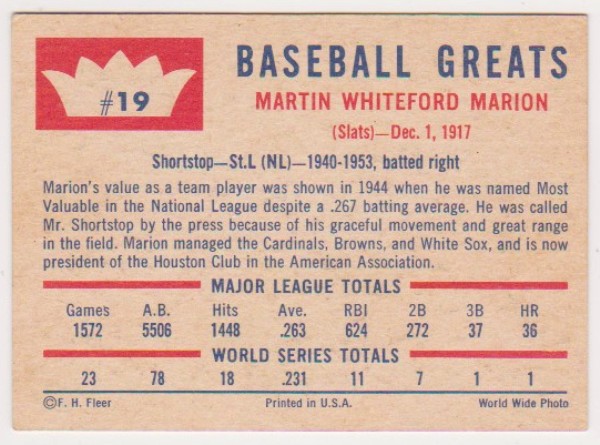 #19
BASEBALL GREATS
MARTIN WHITEFORD MARION
(Slats)—Dec. 1, 1917
Shortstop—St.L (NL)—1940-1953, batted right
Marion's value as a team player was shown in 1944 when he was named Most
Valuable in the National League despite a .267 batting average. He was called
Mr. Shortstop by the press because of his graceful movement and great range
in the field. Marion managed the Cardinals, Browns, and White Sox, and is now
president of the Houston Club in the American Association.
MAJOR LEAGUE TOTALS
Games A.B. Hits Ave. RBI 2B 3B HR
1572 5506 1448 .263 624 272 37 36
WORLD SERIES TOTALS
23 78 18 .231 11 7 1 1
©F. H. Fleer Printed in U.S.A. World Wide Photo